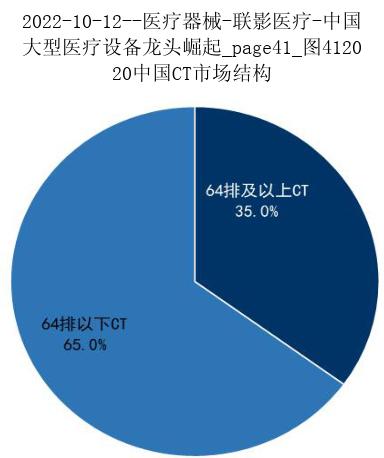 2022-10-12--医疗器械-联影医疗-中国
大型医疗设备龙头崛起_page41_图4120
20中国CT市场结构
64排及以上CT
35.0%
64排以下CT
65.0%